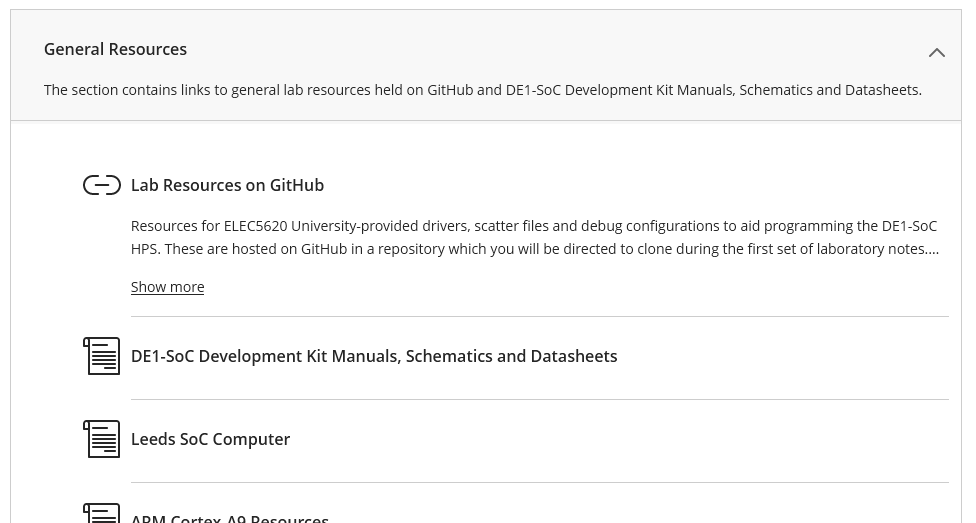 General Resources
The section contains links to general lab resources held on GitHub and DE1-SoC Development Kit Manuals, Schematics and Datasheets.
Lab Resources on GitHub
Resources for ELEC5620 University-provided drivers, scatter files and debug configurations to aid programming the DE1-SoC
HPS. These are hosted on GitHub in a repository which you will be directed to clone during the first set of laboratory notes....
Show more
DE1-SoC Development Kit Manuals, Schematics and Datasheets
Leeds SoC Computer
ARM Cortex-A9 Resources